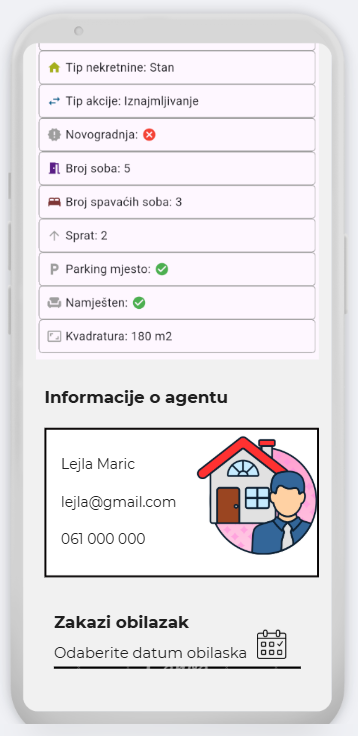 Tip nekretnine: Stan
Tip akcije: Iznajmljivanje
Novogradnja:
Broj soba: 5
Broj spavaćih soba: 3
Sprat: 2
Parking mjesto:
Namješten:
Kvadratura: 180 m2
Informacije o agentu
Lejla Maric
lejla@gmail.com
061 000 000
Zakazi obilazak
Odaberite datum obilaska